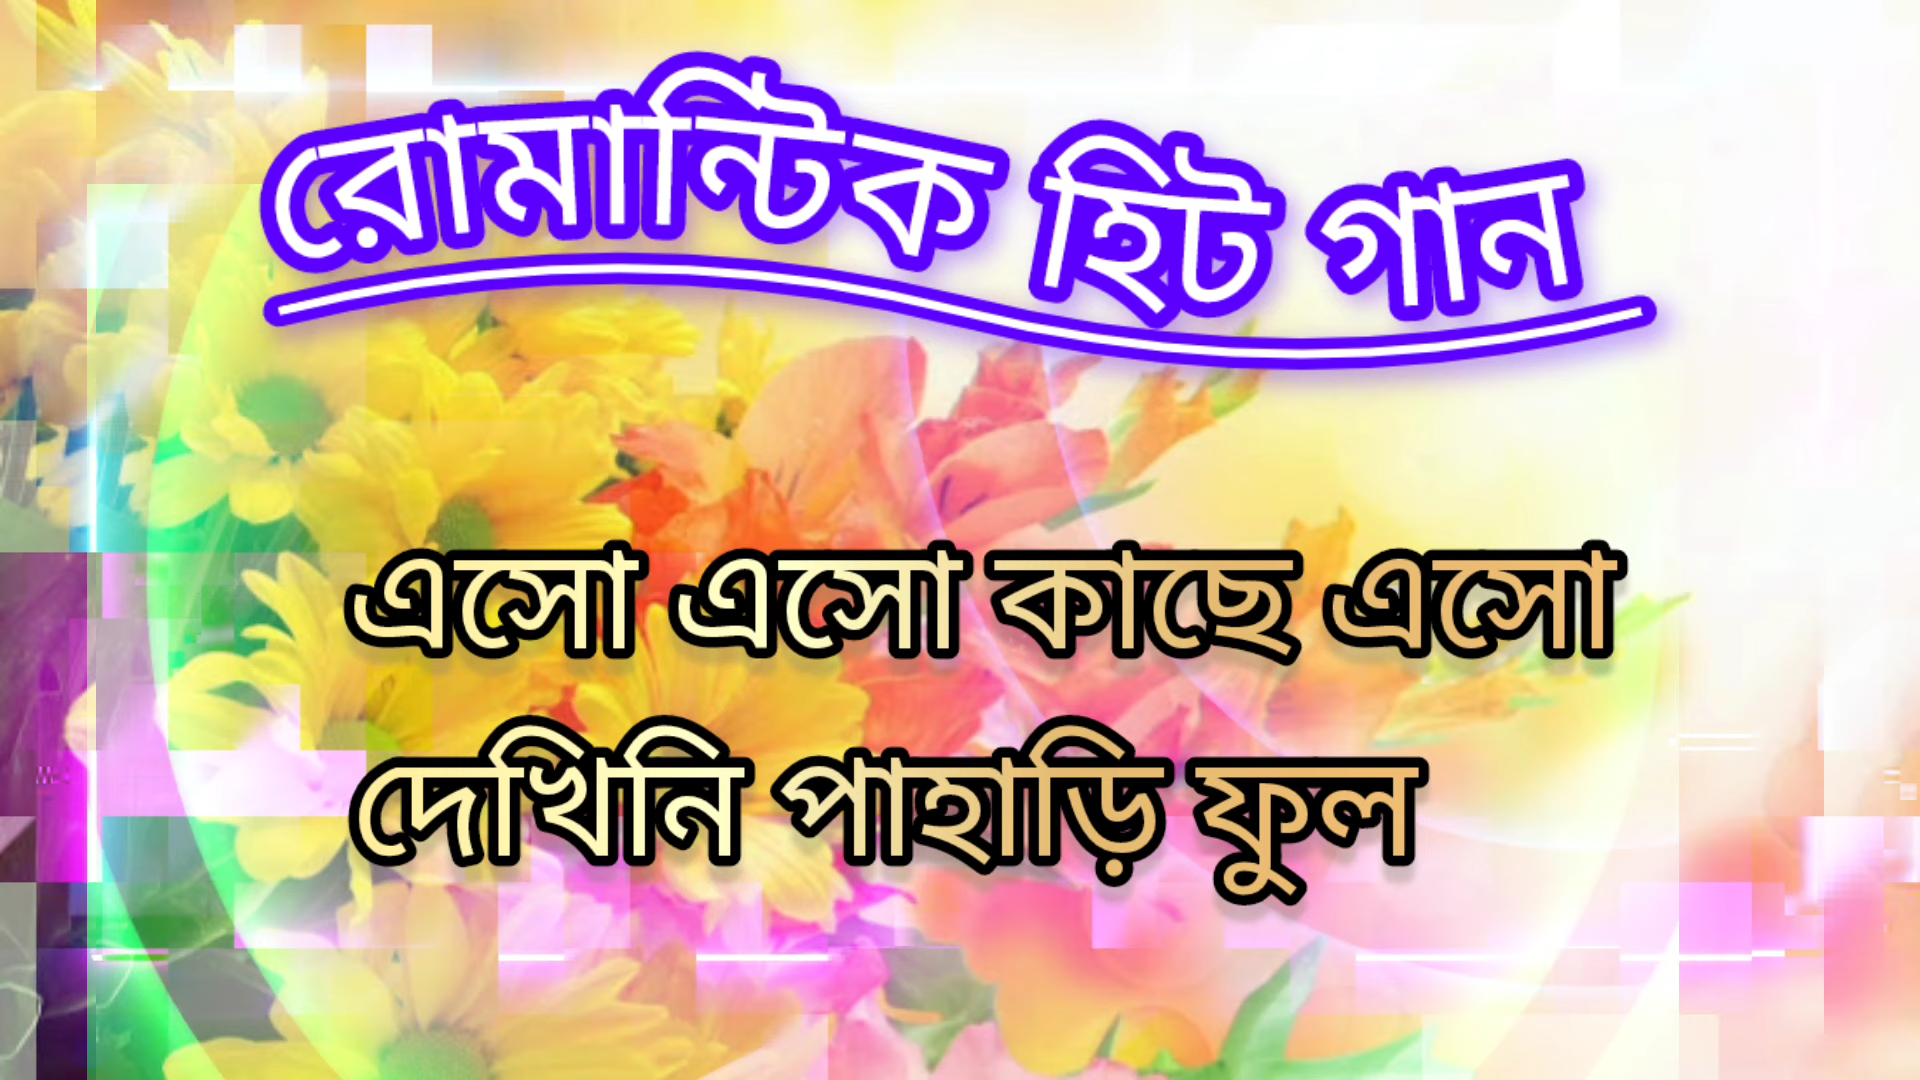 রোমান্টিক হিট গান
এসো এসো কাছে এসো
দেখিনি পাহাড়ি ফুল